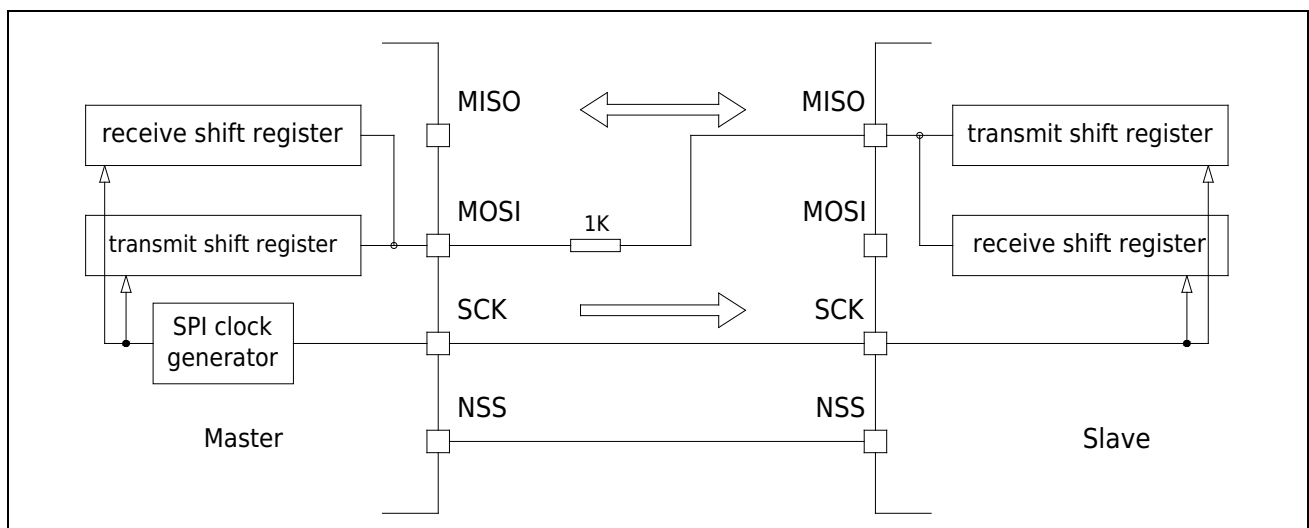 MISO
MISO
receive shift register
transmit shift register
MOSI
1K
MOSI
transmit shift register
receive shift register
SCK
SCK
SPI clock
generator
NSS
NSS
Master
Slave